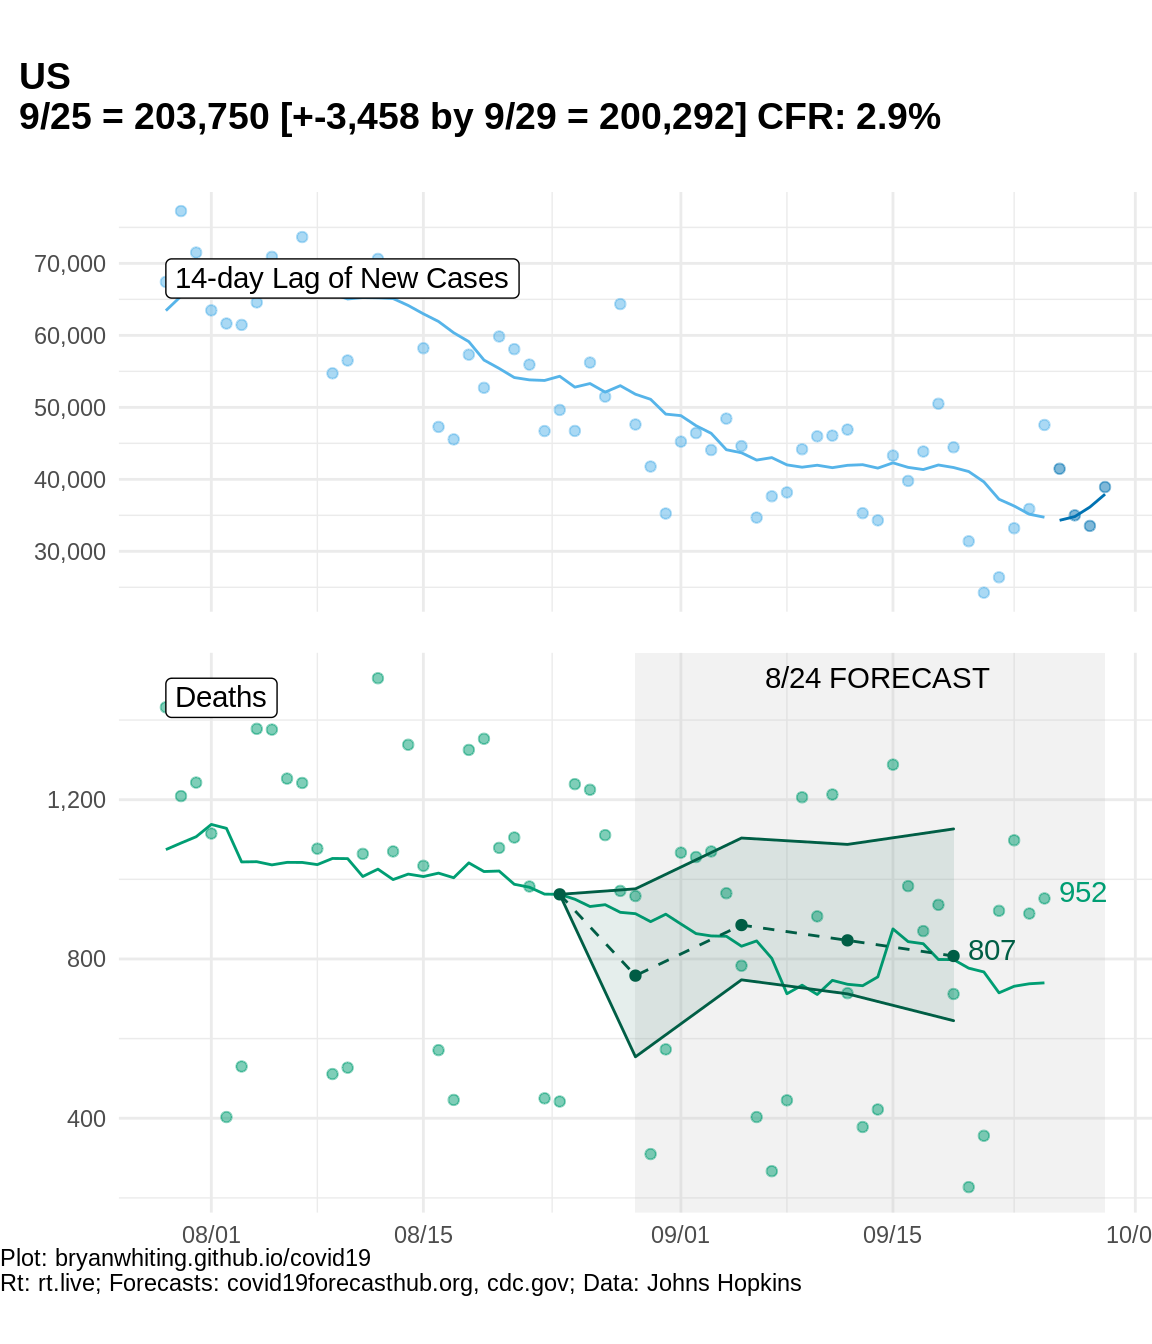 US
9/25 = 203,750 [+-3,458 by 9/29 = 200,292] CFR: 2.9%
70,000
60,000
50,000
40,000
30,000
14-day Lag of New Cases
Deaths
8/24 FORECAST
1,200
800
400
952
807
08/01
08/15
09/01
09/15
10/0
Plot: bryanwhiting.github.io/covid19
Rt: rt.live; Forecasts: covid19forecasthub.org, cdc.gov; Data: Johns Hopkins